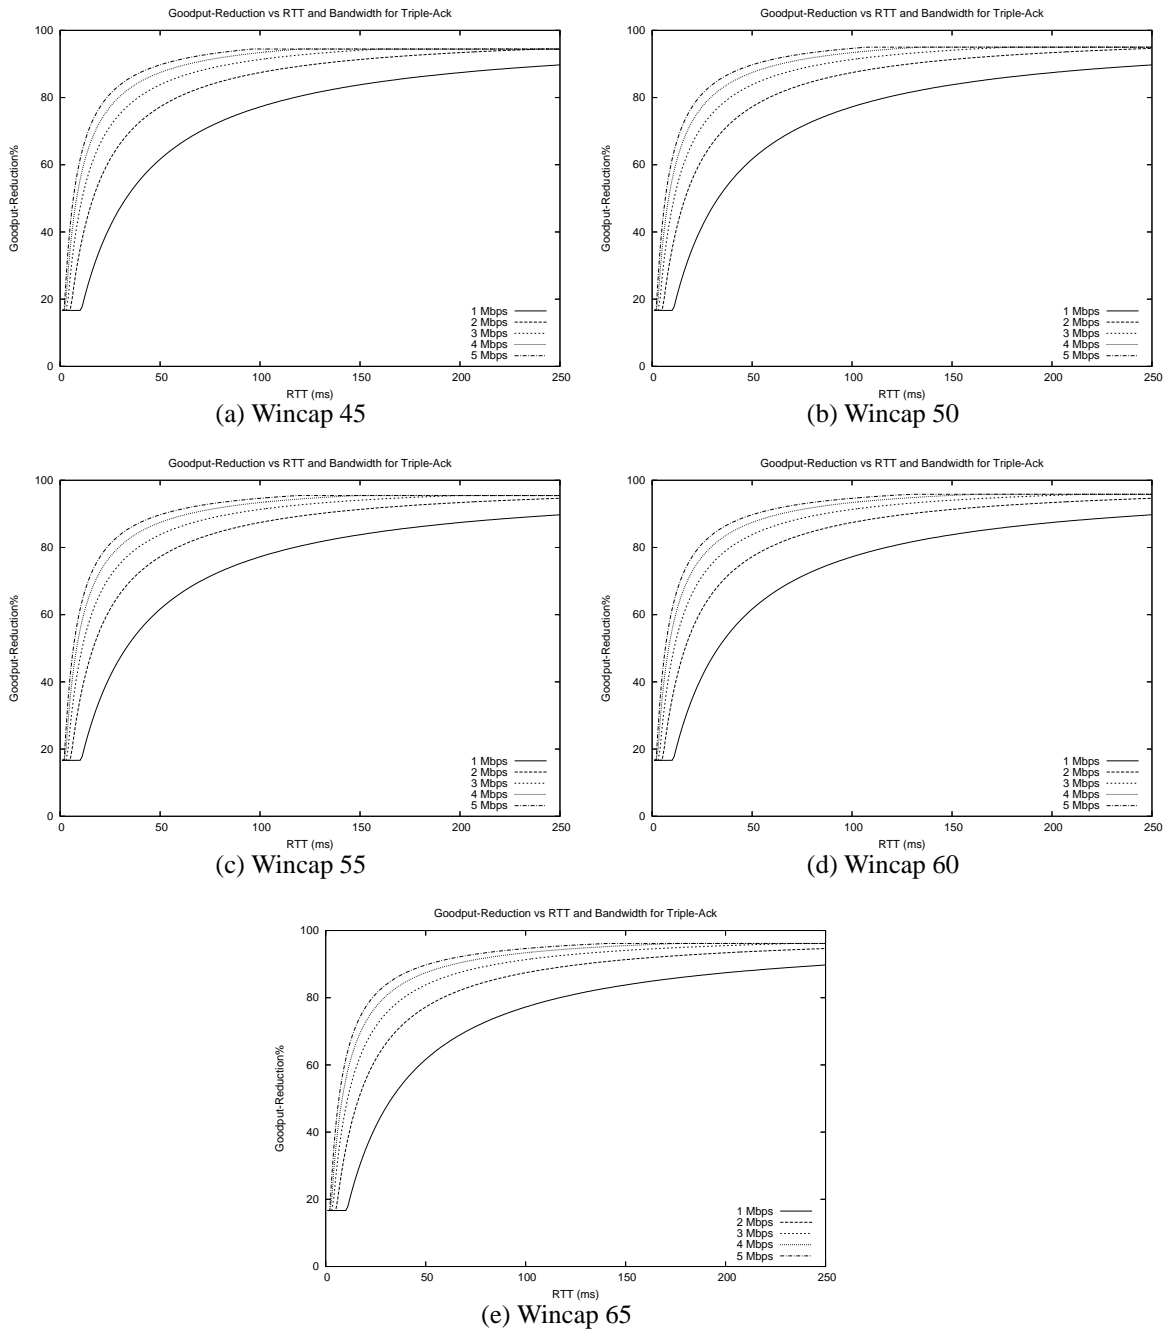 Goodput-Reduction vs RTT and Bandwidth for Triple-Ack
100
80
60
40
20
0
Goodput-Reduction%
1 Mbps
2 Mbps
3 Mbps
4 Mbps
5 Mbps
0 50 100 150 200 250
RTT (ms)
(a) Wincap 45
Goodput-Reduction vs RTT and Bandwidth for Triple-Ack
100
80
60
40
20
0
Goodput-Reduction%
1 Mbps
2 Mbps
3 Mbps
4 Mbps
5 Mbps
0 50 100 150 200 250
RTT (ms)
(b) Wincap 50
Goodput-Reduction vs RTT and Bandwidth for Triple-Ack
100
80
60
40
20
0
Goodput-Reduction%
1 Mbps
2 Mbps
3 Mbps
4 Mbps
5 Mbps
0 50 100 150 200 250
RTT (ms)
(c) Wincap 55
Goodput-Reduction vs RTT and Bandwidth for Triple-Ack
100
80
60
40
20
0
Goodput-Reduction%
1 Mbps
2 Mbps
3 Mbps
4 Mbps
5 Mbps
0 50 100 150 200 250
RTT (ms)
(d) Wincap 60
Goodput-Reduction vs RTT and Bandwidth for Triple-Ack
100
80
60
40
20
0
Goodput-Reduction%
1 Mbps
2 Mbps
3 Mbps
4 Mbps
5 Mbps
0 50 100 150 200 250
RTT (ms)
(e) Wincap 65